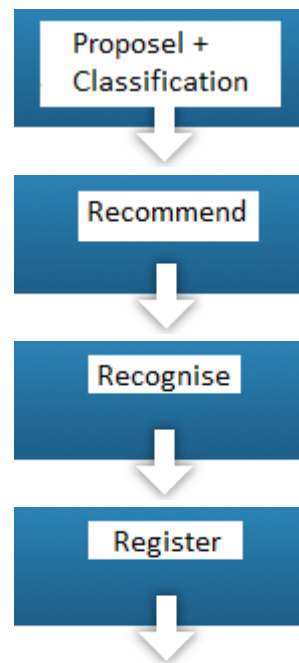 Proposel +
Classification
Recommend
Recognise
Register